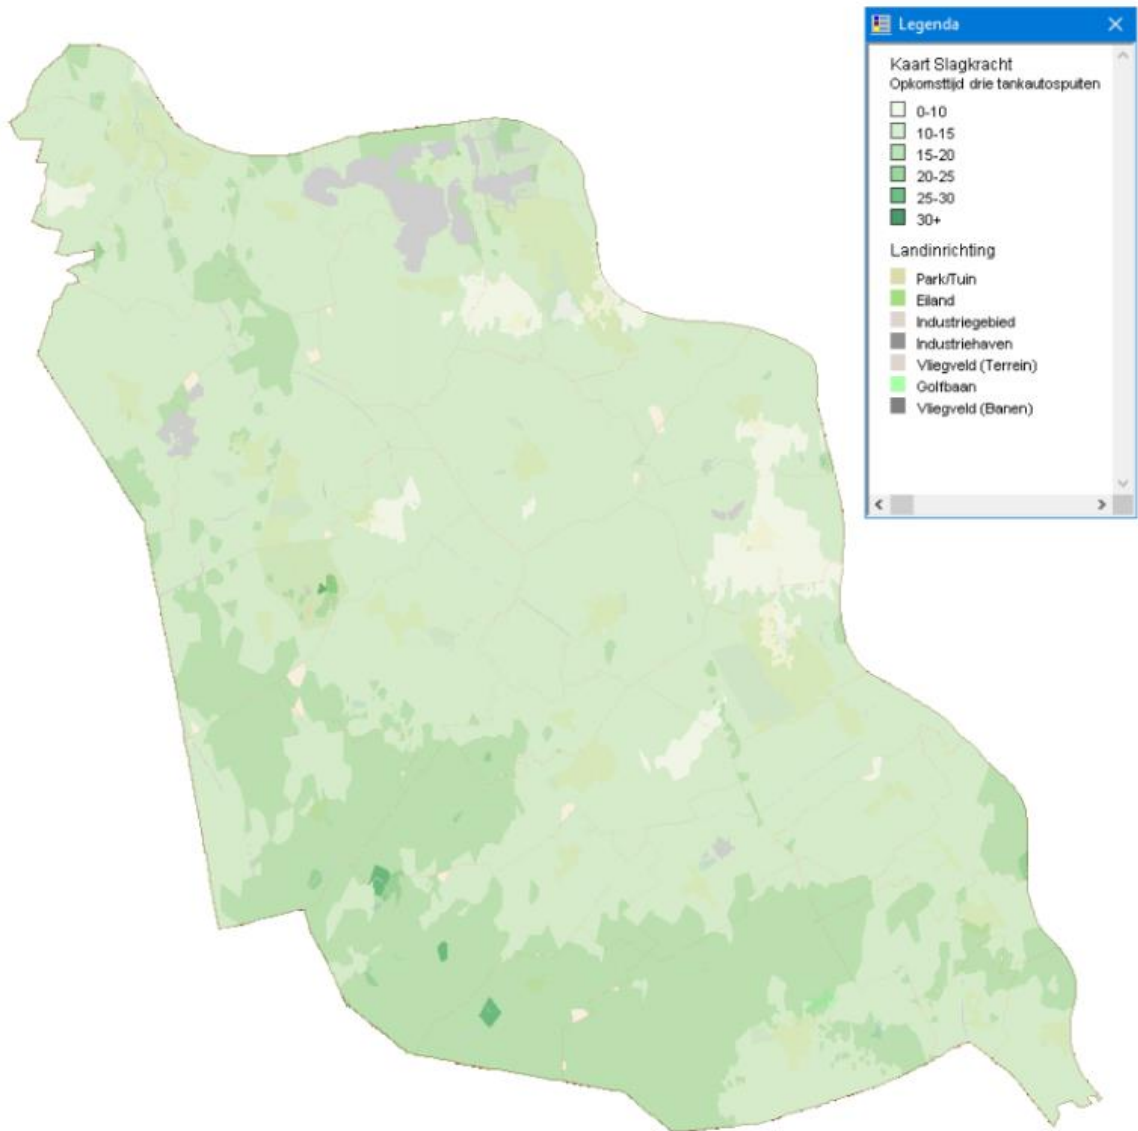 Legenda
Kaart Slagkracht
Opkomsttijd drie tankautospuiten
0-10
10-15
15-20
20-25
25-30
30+
Landinrichting
Park/Tuin
Eiland
Industriegebied
Industriehaven
Vliegveld (Terrein)
Golfbaan
Vliegveld (Banen)